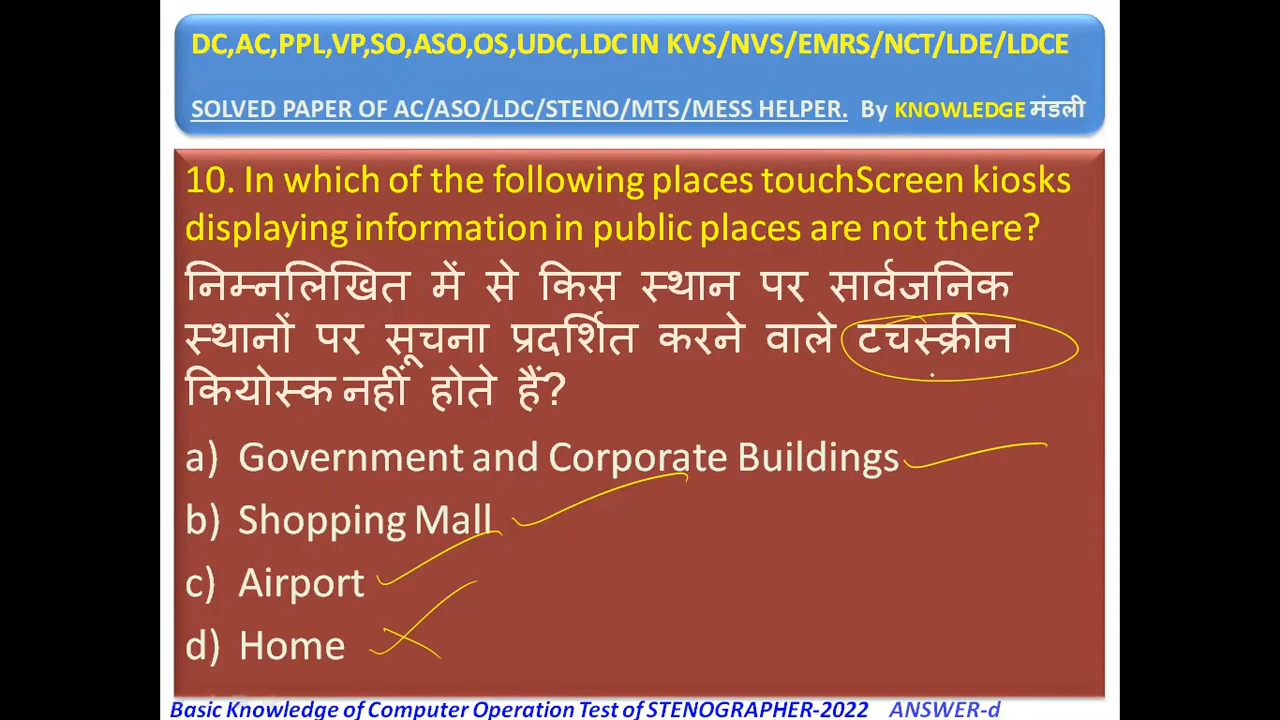 DC,AC,PPL,VP,SO,ASO,OS,UDC,LDC IN KVS/NVS/EMRS/NCT/LDE/LDCE
SOLVED PAPER OF AC/ASO/LDC/STENO/MTS/MESS HELPER. By KNOWLEDGE मंडली
10. In which of the following places touchScreen kiosks
displaying information in public places are not there?
निम्नलिखित में से किस स्थान पर सार्वजनिक
स्थानों पर सूचना प्रदर्शित करने वाले टचस्क्रीन
कियोस्क नहीं होते हैं?
a) Government and Corporate Buildings
b) Shopping Mall
c) Airport
d) Home
Basic Knowledge of Computer Operation Test of STENOGRAPHER-2022 ANSWER-d